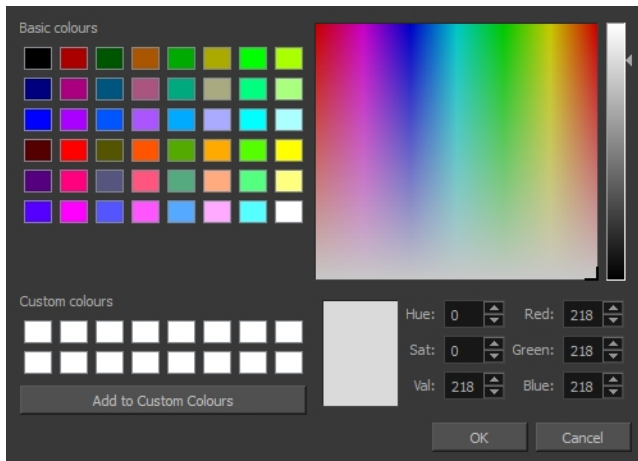 Basic colours
Custom colours
Add to Custom Colours
Hue: 0 Red: 218
Sat: 0 Green: 218
Val: 218 Blue: 218
OK Cancel